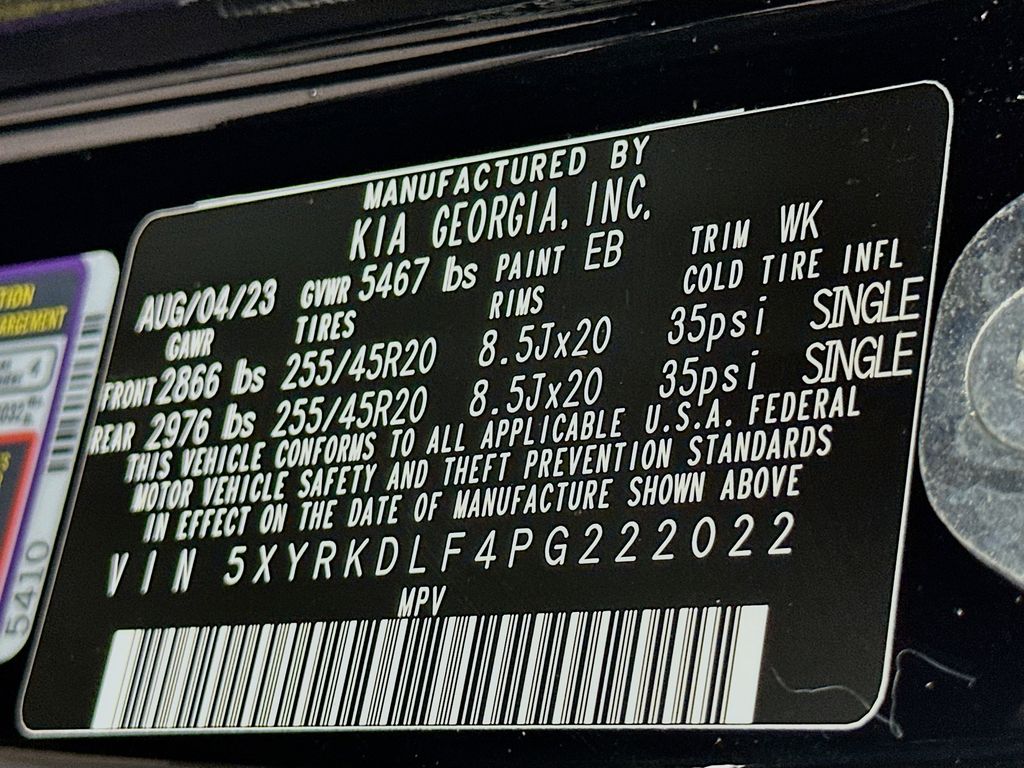 MANUFACTURED BY
KIA GEORGIA, INC.
AUG/04/23 GVWR 5467 lbs PAINT EB TRIM WK
GAWR TIRES RIMS COLD TIRE INFL
FRONT 2866 lbs 255/45R20 8.5Jx20 35psi SINGLE
REAR 2976 lbs 255/45R20 8.5Jx20 35psi SINGLE
THIS VEHICLE CONFORMS TO ALL APPLICABLE U.S.A. FEDERAL
MOTOR VEHICLE SAFETY AND THEFT PREVENTION STANDARDS
IN EFFECT ON THE DATE OF MANUFACTURE SHOWN ABOVE
VIN 5XYRKDLF4PG222022
MPV
5410